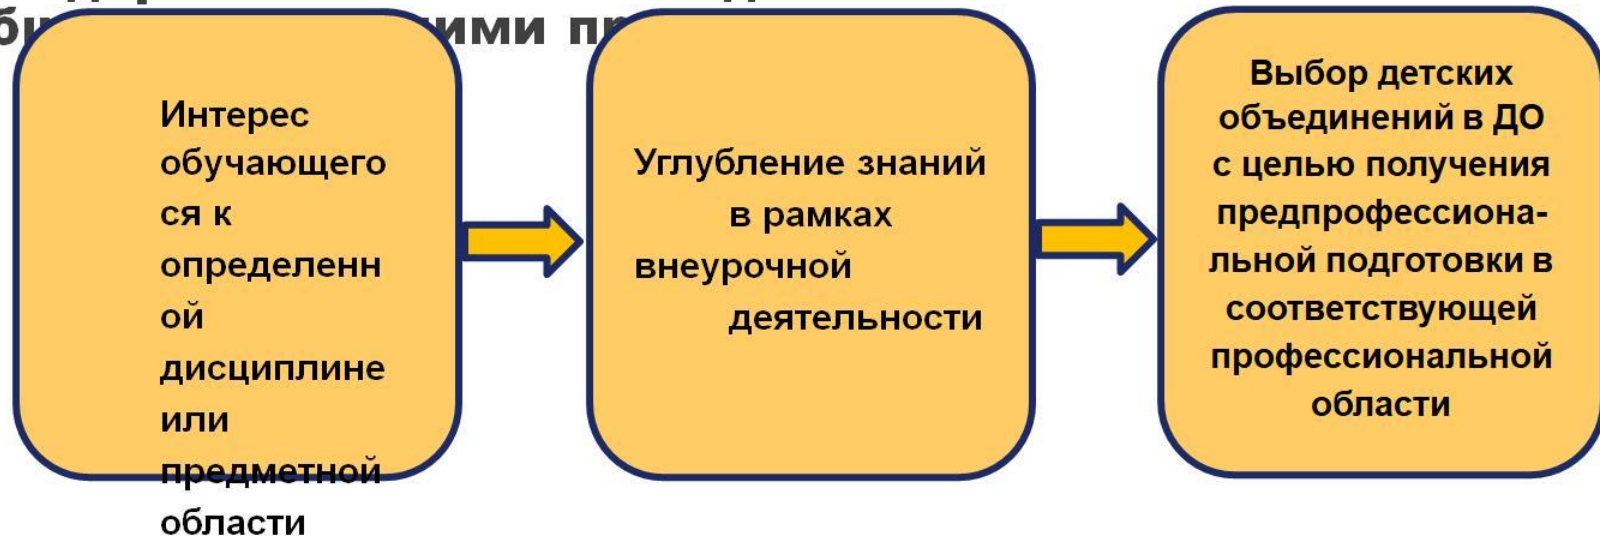 ими
Интерес
обучающего
ся к
определенн
ой
дисциплине
или
предметной
области
Углубление знаний
в рамках
внеурочной
деятельности
Выбор детских
объединений в ДО
с целью получения
предпрофессиона-
льной подготовки в
соответствующей
профессиональной
области